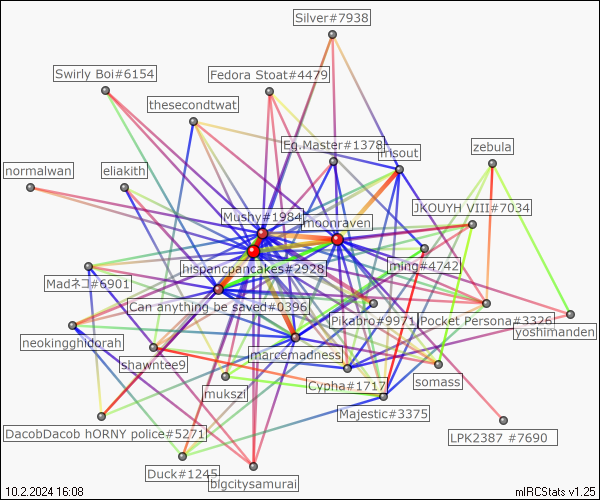 Silver#7938
Swirly Boi#6154
Fedora Stoat#4479
thesecondtwat
Eq.Master#1378
msout
zebula
normalwan
eliakith
JKOUYH VIII#7034
Mushy#1984
moonraven
hispancpancakes#2928
ming#4742
Madネコ#6901
Can anything be saved#0396
Pikabro#9971
Pocket Persona#3326
yoshimanden
neokingghidorah
marcemadness
shawntee9
Cypha#1717
somass
mukszi
Majestic#3375
DacobDacob hORNY police#5271
LPK2387 #7690
Duck#1245
bigcitysamurai
10.2.2024 16:08
mIRCStats v1.25